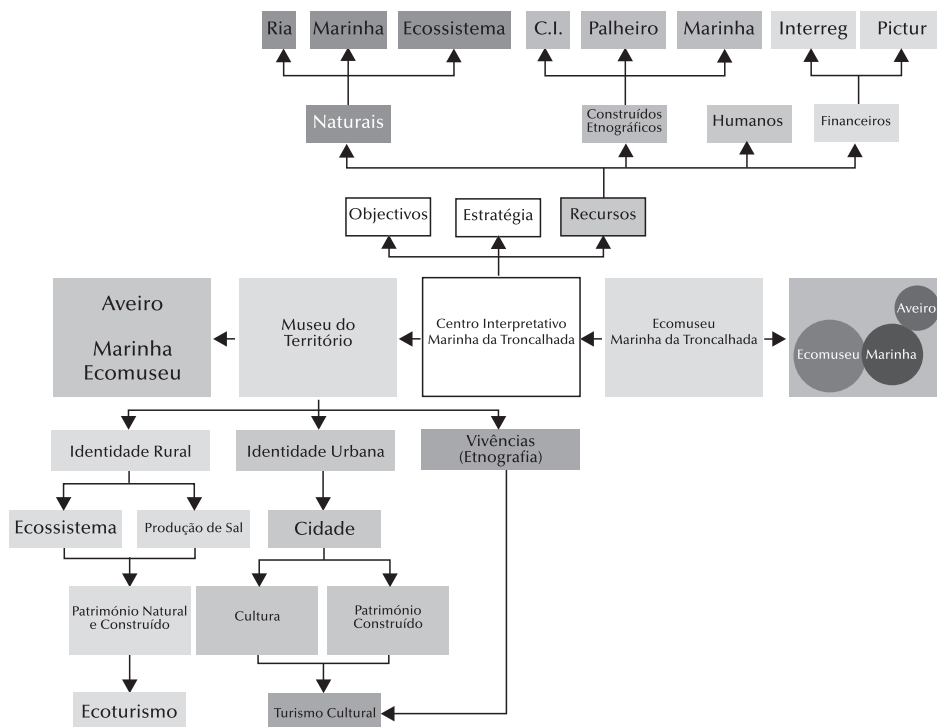 Ria
Marinha
Ecossistema
C.I.
Palheiro
Marinha
Interreg
Pictur
Naturais
Construídos
Etnográficos
Humanos
Financeiros
Objectivos
Estratégia
Recursos
Aveiro
Marinha
Ecomuseu
Museu do
Território
Centro Interpretativo
Marinha da Troncalhada
Ecomuseu
Marinha da Troncalhada
Aveiro
Ecomuseu
Marinha
Identidade Rural
Identidade Urbana
Vivências
(Etnografia)
Ecossistema
Produção de Sal
Cidade
Património Natural
e Construído
Cultura
Património
Construído
Ecoturismo
Turismo Cultural